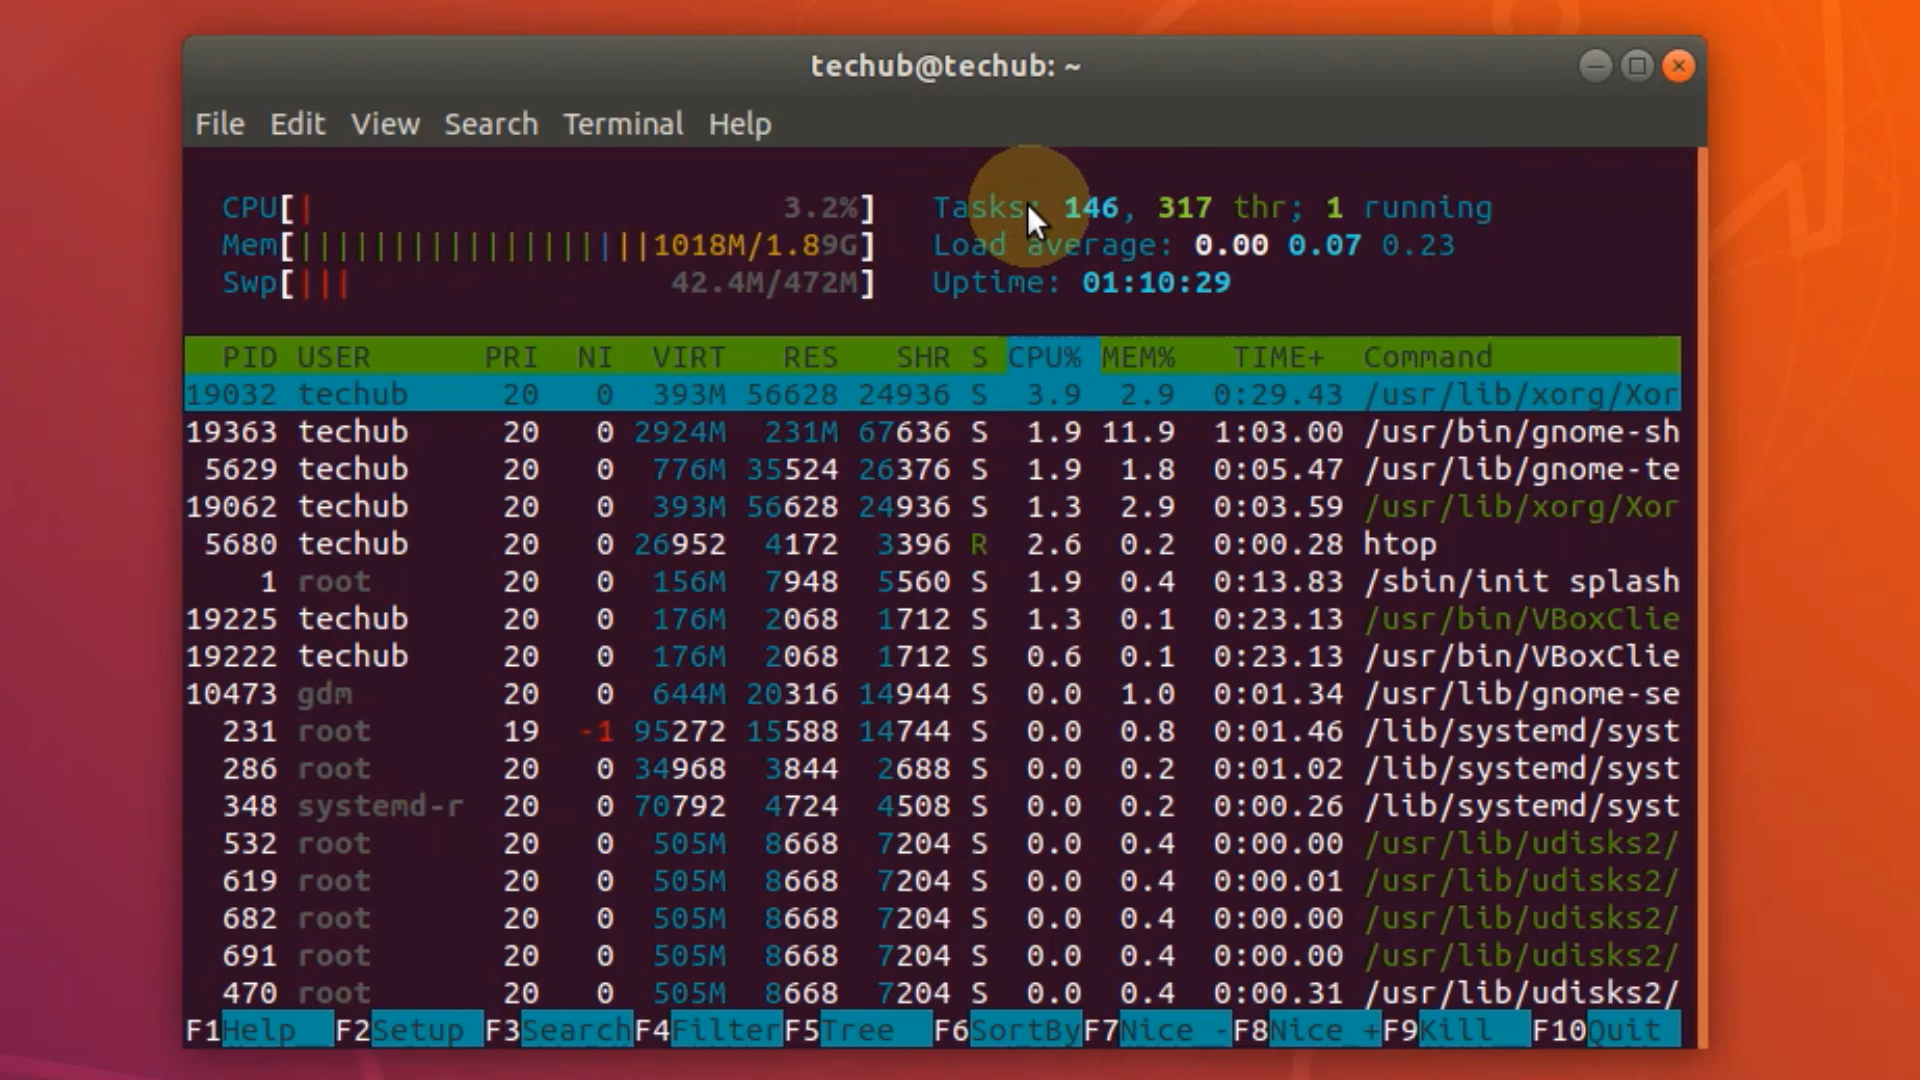 techub@techub: ~
File Edit View Search Terminal Help
CPU[| 3.2%] Tasks: 146, 317 thr; 1 running
Mem[|||||||||||||||||||1018M/1.89G] Load average: 0.00 0.07 0.23
Swp[||| 42.4M/472M] Uptime: 01:10:29
PID USER PRI NI VIRT RES SHR S CPU% MEM% TIME+ Command
19032 techub 20 0 393M 56628 24936 S 3.9 2.9 0:29.43 /usr/lib/xorg/Xor
19363 techub 20 0 2924M 231M 67636 S 1.9 11.9 1:03.00 /usr/bin/gnome-sh
5629 techub 20 0 776M 35524 26376 S 1.9 1.8 0:05.47 /usr/lib/gnome-te
19062 techub 20 0 393M 56628 24936 S 1.3 2.9 0:03.59 /usr/lib/xorg/Xor
5680 techub 20 0 26952 4172 3396 R 2.6 0.2 0:00.28 htop
1 root 20 0 156M 7948 5560 S 1.9 0.4 0:13.83 /sbin/init splash
19225 techub 20 0 176M 2068 1712 S 1.3 0.1 0:23.13 /usr/bin/VBoxClie
19222 techub 20 0 176M 2068 1712 S 0.6 0.1 0:23.13 /usr/bin/VBoxClie
10473 gdm 20 0 644M 20316 14944 S 0.0 1.0 0:01.34 /usr/lib/gnome-se
231 root 19 -1 95272 15588 14744 S 0.0 0.8 0:01.46 /lib/systemd/syst
286 root 20 0 34968 3844 2688 S 0.0 0.2 0:01.02 /lib/systemd/syst
348 systemd-r 20 0 70792 4724 4508 S 0.0 0.2 0:00.26 /lib/systemd/syst
532 root 20 0 505M 8668 7204 S 0.0 0.4 0:00.00 /usr/lib/udisks2/
619 root 20 0 505M 8668 7204 S 0.0 0.4 0:00.01 /usr/lib/udisks2/
682 root 20 0 505M 8668 7204 S 0.0 0.4 0:00.00 /usr/lib/udisks2/
691 root 20 0 505M 8668 7204 S 0.0 0.4 0:00.00 /usr/lib/udisks2/
470 root 20 0 505M 8668 7204 S 0.0 0.4 0:00.31 /usr/lib/udisks2/
F1Help F2Setup F3SearchF4FilterF5Tree F6SortByF7Nice -F8Nice +F9Kill F10Quit